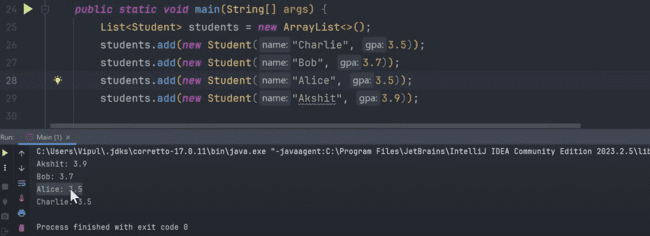 24 public static void main(String[] args) {
25 List<Student> students = new ArrayList<>();
26 students.add(new Student( name: "Charlie", gpa: 3.5));
27 students.add(new Student( name: "Bob", gpa: 3.7));
28 students.add(new Student( name: "Alice", gpa: 3.5));
29 students.add(new Student( name: "Akshit", gpa: 3.9));
30
Run: Main (1) ×
C:\Users\Vipul\.jdks\corretto-17.0.11\bin\java.exe "-javaagent:C:\Program Files\JetBrains\IntelliJ IDEA Community Edition 2023.2.5\lib
Akshit: 3.9
Bob: 3.7
Alice: 3.5
Charlie: 3.5
Process finished with exit code 0